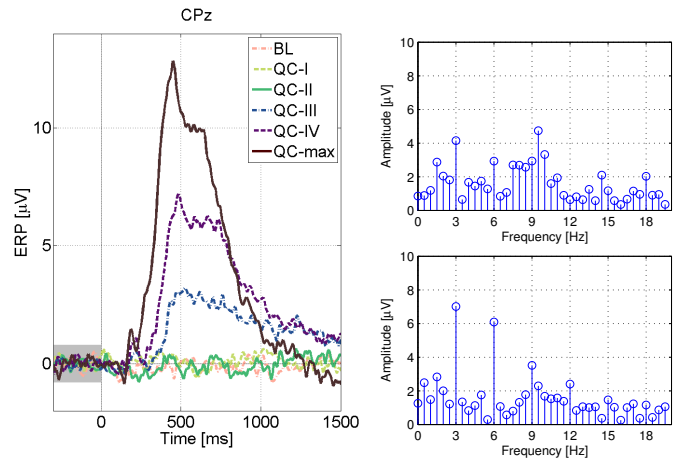 CPz
ERP [µV]
10
5
0
0
500
1000
1500
Time [ms]
BL
QC-I
QC-II
QC-III
QC-IV
QC-max
Amplitude [µV]
10
8
6
4
2
0
0
3
6
9
12
15
18
Frequency [Hz]
Amplitude [µV]
10
8
6
4
2
0
0
3
6
9
12
15
18
Frequency [Hz]